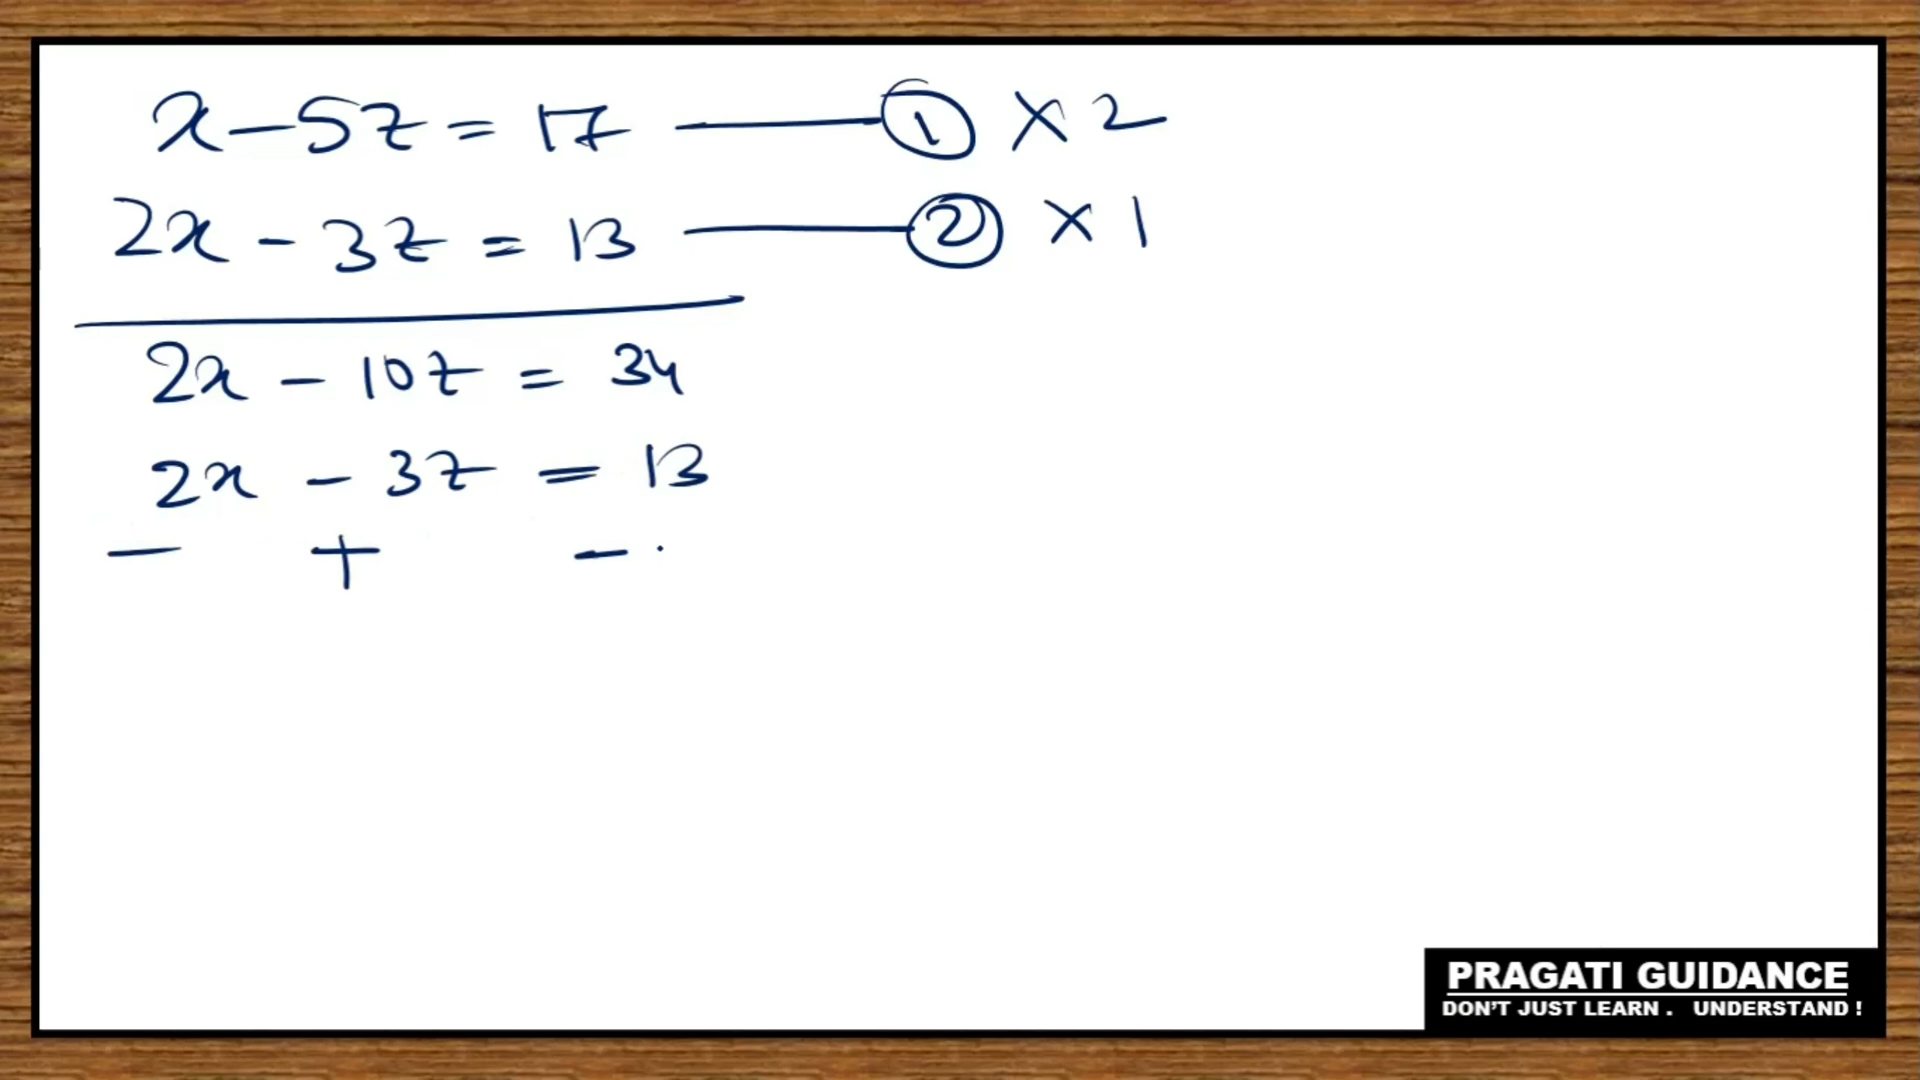 x - 5z = 17 —— ① × 2
2x - 3z = 13 —— ② × 1
2x - 10z = 34
2x - 3z = 13
- + -
PRAGATI GUIDANCE
DON'T JUST LEARN . UNDERSTAND !